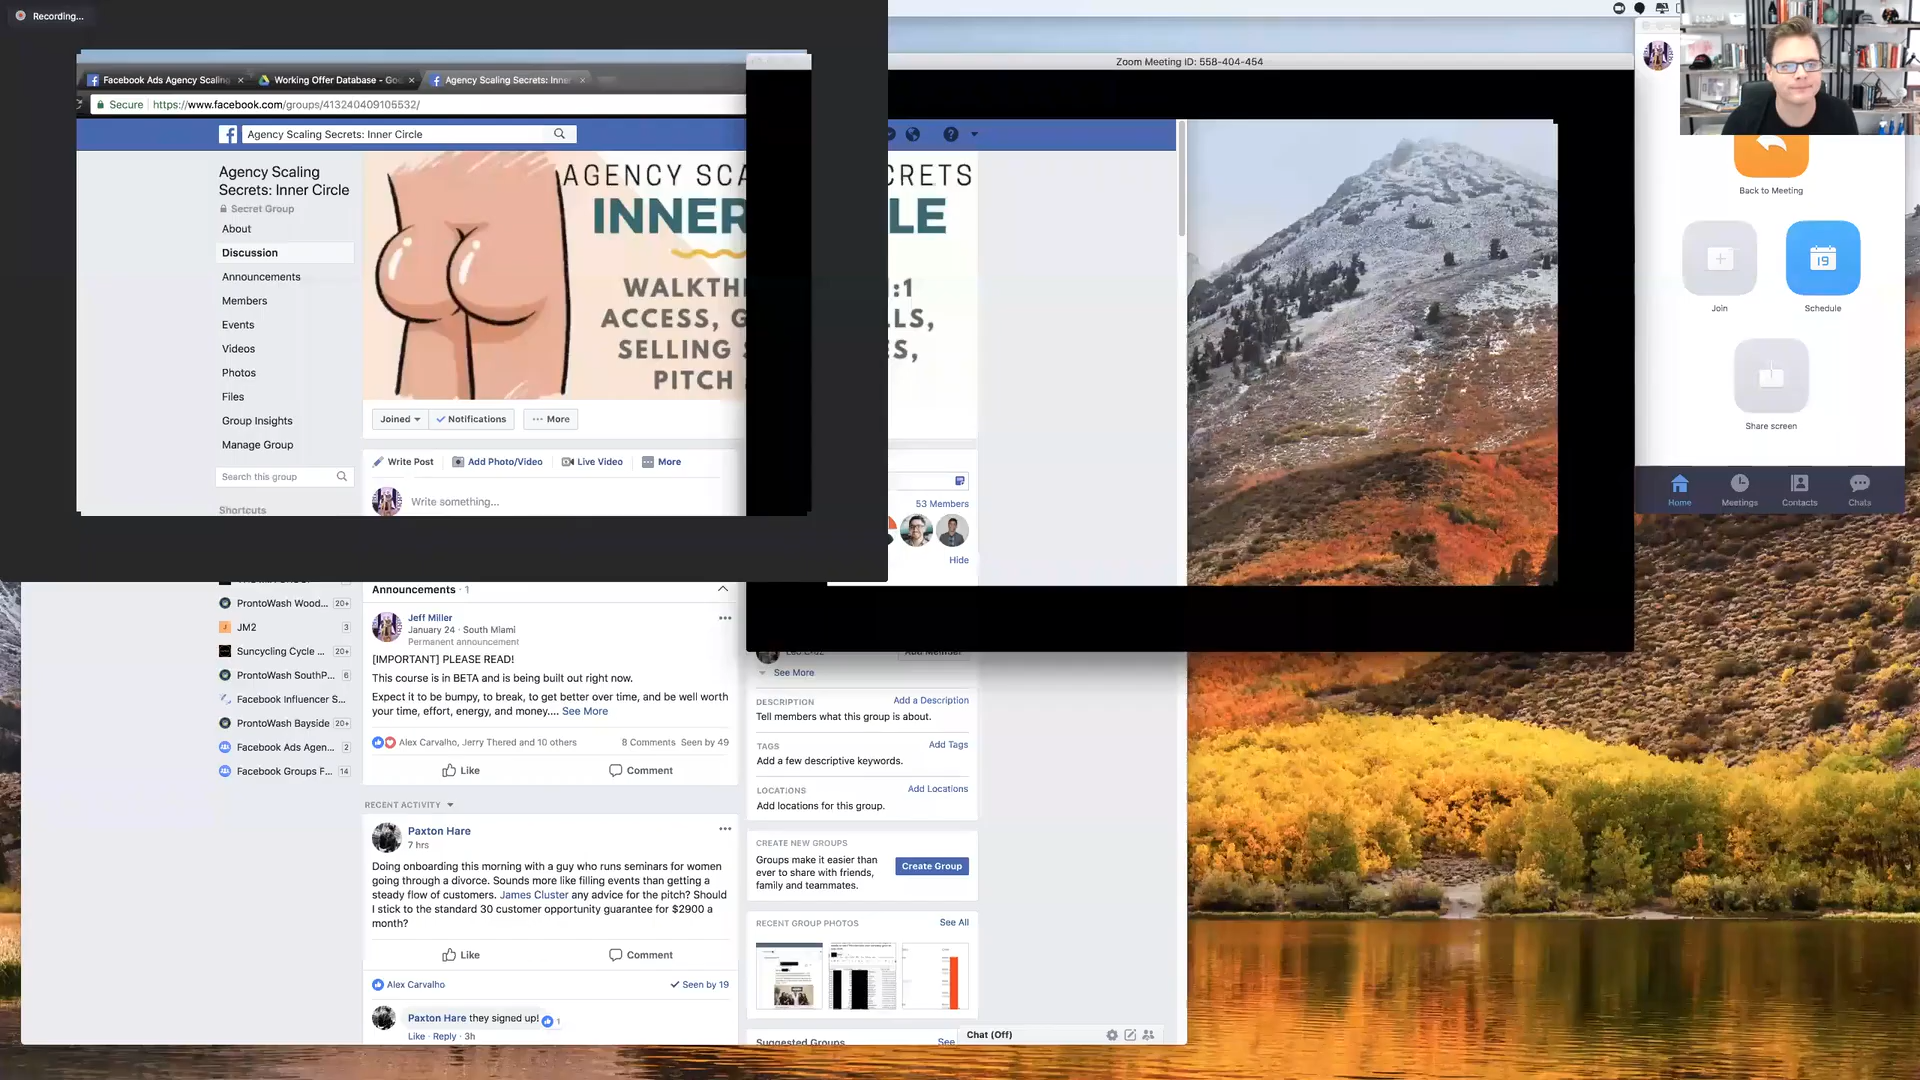 Recording...
Facebook Ads Agency Scaling
Working Offer Database - Go
Agency Scaling Secrets: Inner
Secure
https://www.facebook.com/groups/413240409105532/
Zoom Meeting ID: 558-404-454
Agency Scaling Secrets: Inner Circle
Agency Scaling
Secrets: Inner Circle
Secret Group
About
Discussion
Announcements
Members
Events
Videos
Photos
Files
Group Insights
Manage Group
Search this group
Shortcuts
AGENCY SCA
CRETS
INNER
LE
WALKTH
:1
ACCESS, G
LLS,
SELLING S
ES,
PITCH
Joined
Notifications
More
Write Post
Add Photo/Video
Live Video
More
Write something...
53 Members
Hide
Back to Meeting
Join
19
Schedule
Share screen
Home
Meetings
Contacts
Chats
ProntoWash Wood... 20+
JM2 3
Suncycling Cycle ... 20+
ProntoWash SouthP... 6
Facebook Influencer S...
ProntoWash Bayside 20+
Facebook Ads Agen... 2
Facebook Groups F... 14
Announcements · 1
Jeff Miller
January 24 · South Miami
Permanent announcement
[IMPORTANT] PLEASE READ!
This course is in BETA and is being built out right now.
Expect it to be bumpy, to break, to get better over time, and be well worth
your time, effort, energy, and money.... See More
Alex Carvalho, Jerry Thered and 10 others
8 Comments Seen by 49
Like
Comment
RECENT ACTIVITY
Paxton Hare
7 hrs
Doing onboarding this morning with a guy who runs seminars for women
going through a divorce. Sounds more like filling events than getting a
steady flow of customers. James Cluster any advice for the pitch? Should
I stick to the standard 30 customer opportunity guarantee for $2900 a
month?
Like
Comment
Alex Carvalho
Seen by 19
Paxton Hare they signed up! 1
Like · Reply · 3h
Add Member
See More
DESCRIPTION
Add a Description
Tell members what this group is about.
TAGS
Add Tags
Add a few descriptive keywords.
LOCATIONS
Add Locations
Add locations for this group.
CREATE NEW GROUPS
Groups make it easier than
ever to share with friends,
family and teammates.
Create Group
RECENT GROUP PHOTOS
See All
Suggested Groups
See
Chat (Off)